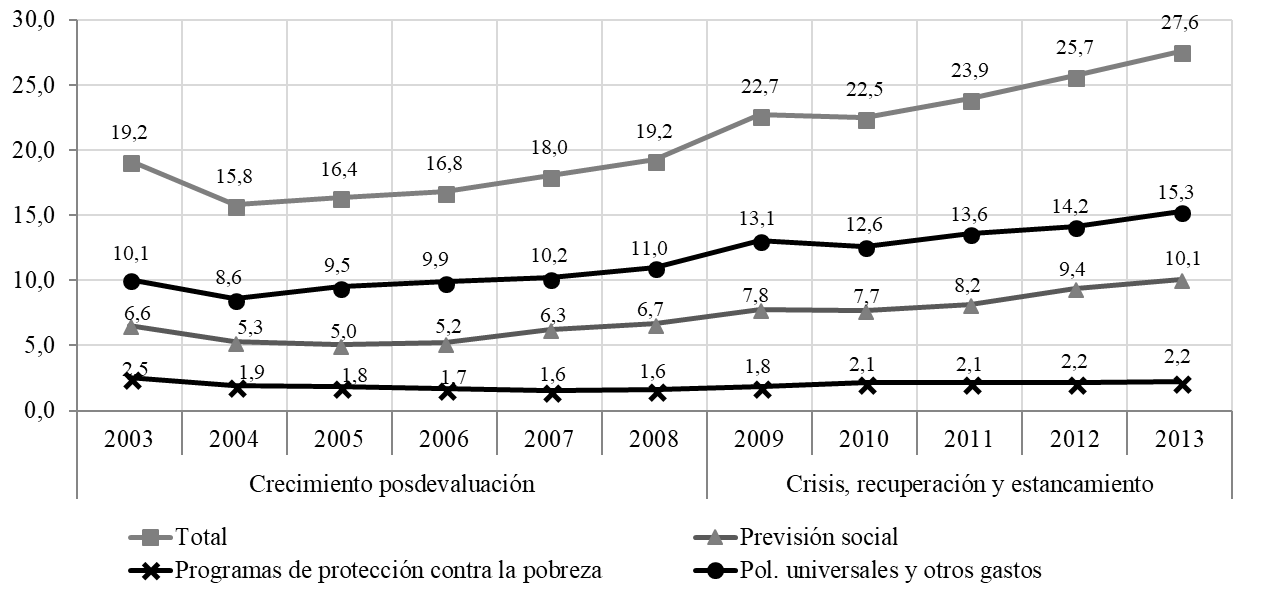 30,0
25,0
20,0
15,0
10,0
5,0
0,0
19,2 15,8 16,4 16,8 18,0 19,2 22,7 22,5 23,9 25,7 27,6
10,1 8,6 9,5 9,9 10,2 11,0 13,1 12,6 13,6 14,2 15,3
6,6 5,3 5,0 5,2 6,3 6,7 7,8 7,7 8,2 9,4 10,1
2,5 1,9 1,8 1,7 1,6 1,6 1,8 2,1 2,1 2,2 2,2
2003 2004 2005 2006 2007 2008 2009 2010 2011 2012 2013
Crecimiento posdevaluación Crisis, recuperación y estancamiento
Total Previsión social
Programas de protección contra la pobreza Pol. universales y otros gastos